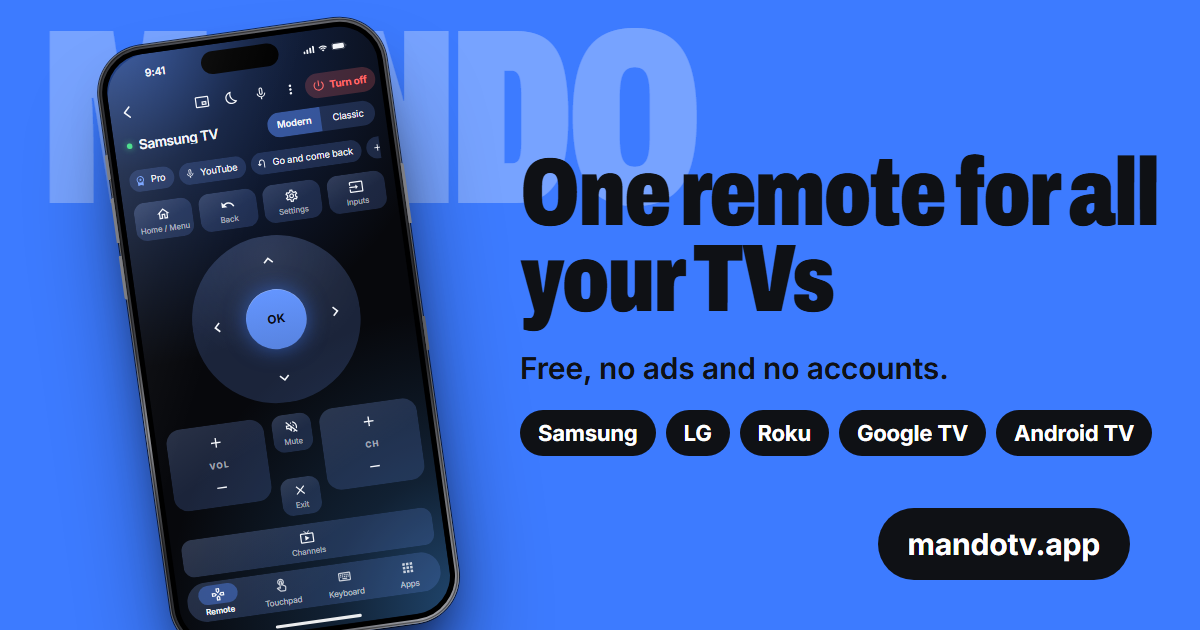 MANDO
9:41
Turn off
Samsung TV
Modern
Classic
Pro
YouTube
Go and come back
Home / Menu
Back
Settings
Inputs
OK
+
VOL
−
Mute
Exit
+
CH
−
Channels
Remote
Touchpad
Keyboard
Apps
One remote for all
your TVs
Free, no ads and no accounts.
Samsung
LG
Roku
Google TV
Android TV
mandotv.app